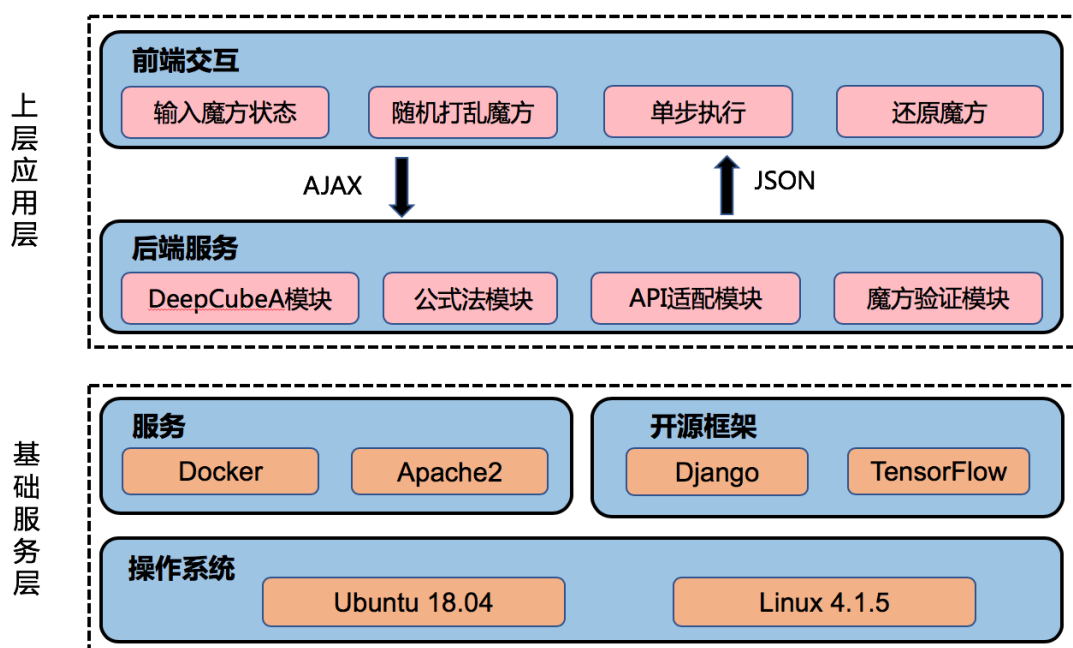 上层应用层
前端交互
输入魔方状态
随机打乱魔方
单步执行
还原魔方
AJAX
JSON
后端服务
DeepCubeA模块
公式法模块
API适配模块
魔方验证模块
基础服务层
服务
Docker
Apache2
开源框架
Django
TensorFlow
操作系统
Ubuntu 18.04
Linux 4.1.5